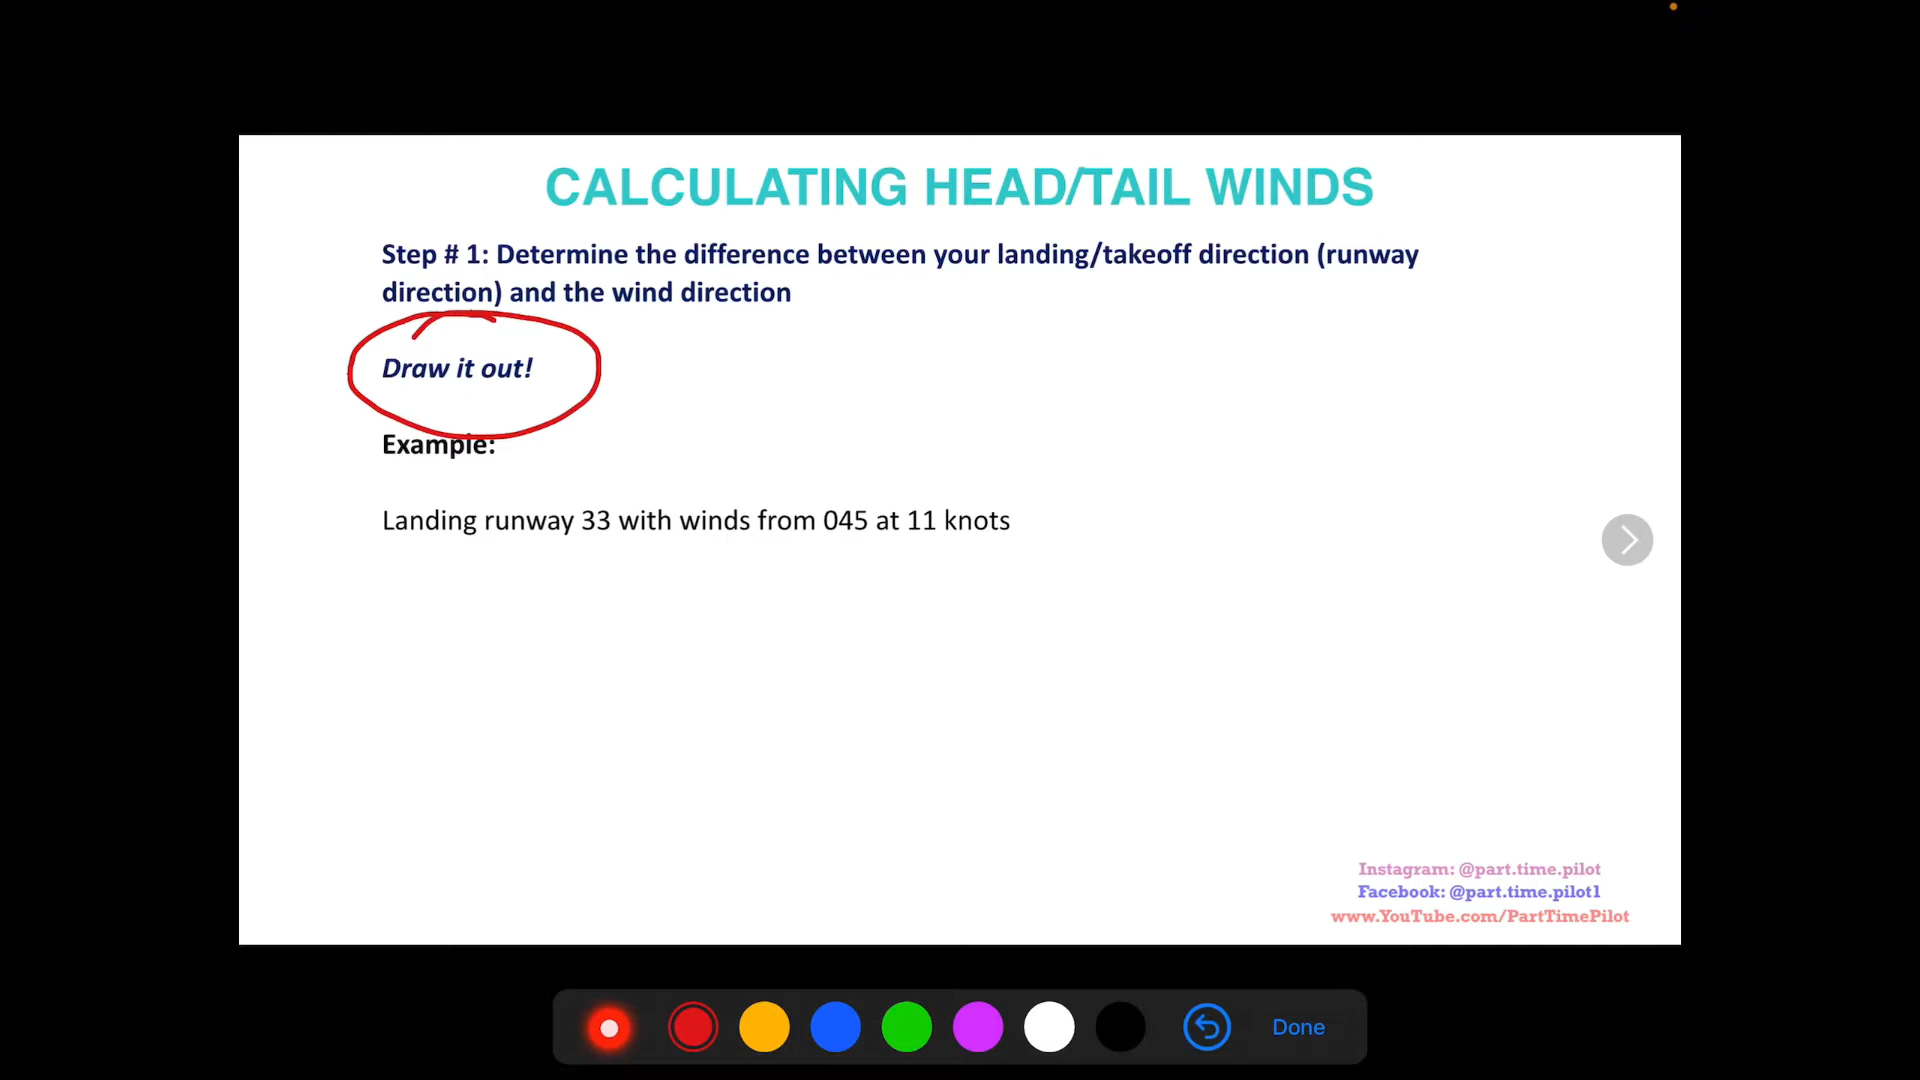 CALCULATING HEAD/TAIL WINDS
Step # 1: Determine the difference between your landing/takeoff direction (runway
direction) and the wind direction
Draw it out!
Example:
Landing runway 33 with winds from 045 at 11 knots
Instagram: @part.time.pilot
Facebook: @part.time.pilot1
www.YouTube.com/PartTimePilot
Done